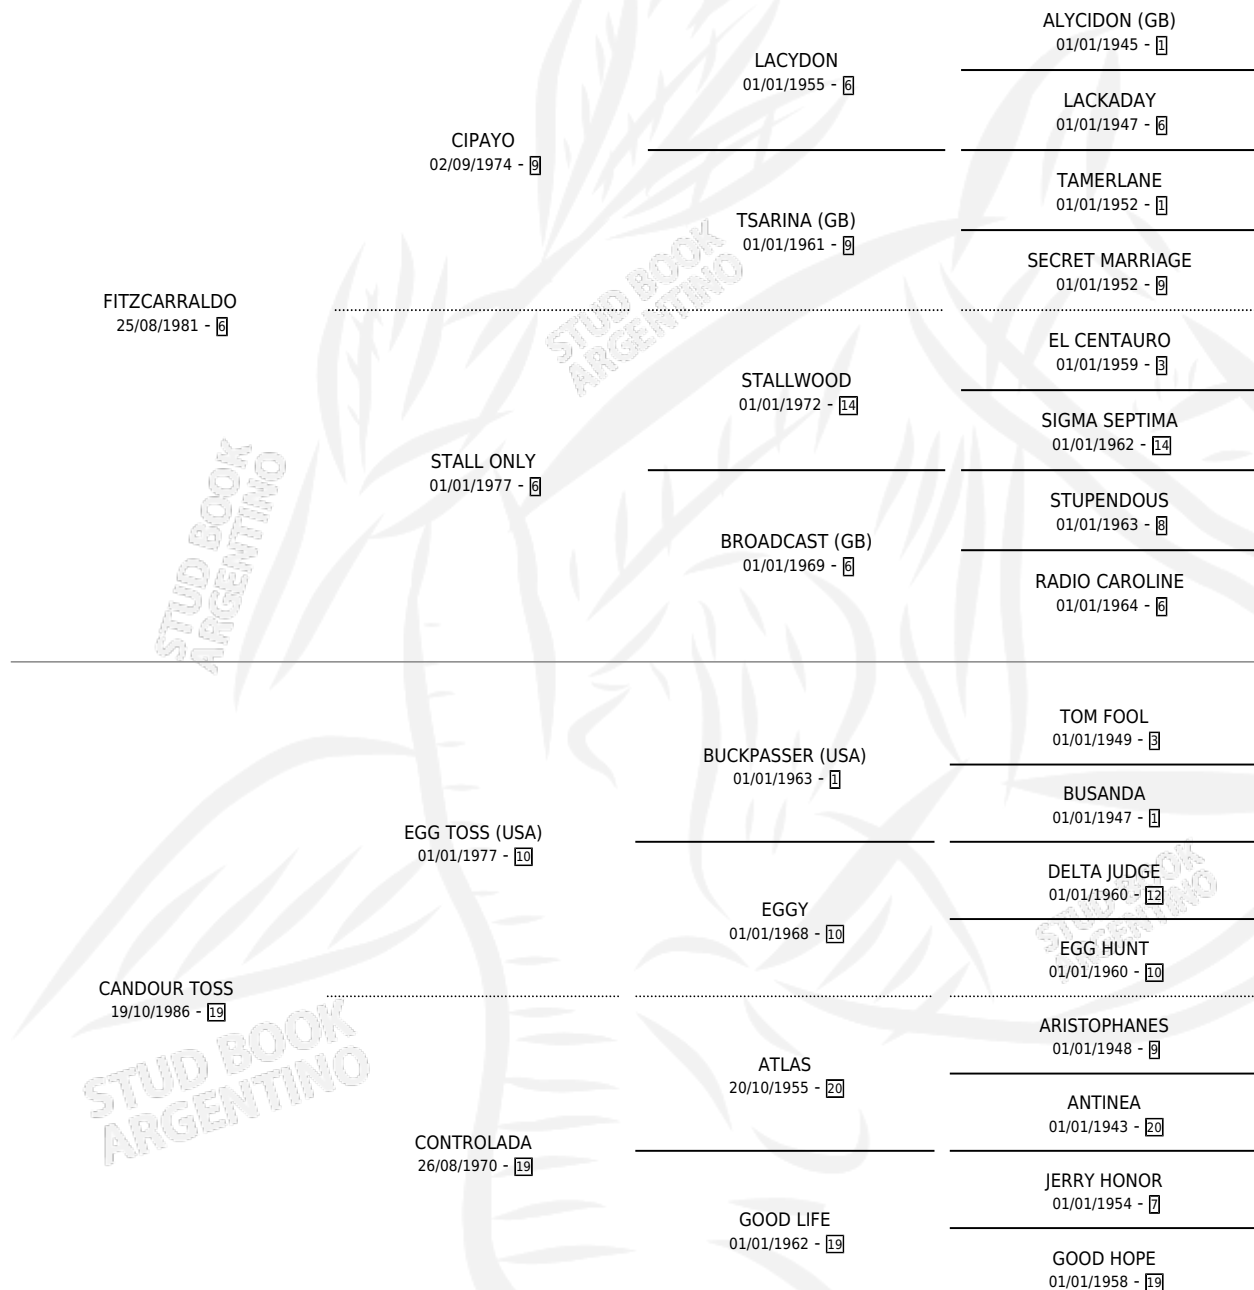 ALYCIDON (GB)
01/01/1945 - 1
LACYDON
01/01/1955 - 6
LACKADAY
01/01/1947 - 6
CIPAYO
02/09/1974 - 9
TAMERLANE
01/01/1952 - 1
TSARINA (GB)
01/01/1961 - 9
SECRET MARRIAGE
01/01/1952 - 9
FITZCARRALDO
25/08/1981 - 6
STUD BOOK
ARGENTINO
EL CENTAURO
01/01/1959 - 3
STALLWOOD
01/01/1972 - 14
SIGMA SEPTIMA
01/01/1962 - 14
STALL ONLY
01/01/1977 - 6
STUPENDOUS
01/01/1963 - 8
BROADCAST (GB)
01/01/1969 - 6
RADIO CAROLINE
01/01/1964 - 6
STUD BOOK
ARGENTINO
TOM FOOL
01/01/1949 - 3
BUCKPASSER (USA)
01/01/1963 - 1
BUSANDA
01/01/1947 - 1
EGG TOSS (USA)
01/01/1977 - 10
DELTA JUDGE
01/01/1960 - 12
EGGY
01/01/1968 - 10
STUD BOOK
ARGENTINO
EGG HUNT
01/01/1960 - 10
CANDOUR TOSS
19/10/1986 - 19
ARISTOPHANES
01/01/1948 - 9
ATLAS
20/10/1955 - 20
STUD BOOK
ARGENTINO
ANTINEA
01/01/1943 - 20
CONTROLADA
26/08/1970 - 19
JERRY HONOR
01/01/1954 - 7
GOOD LIFE
01/01/1962 - 19
GOOD HOPE
01/01/1958 - 19